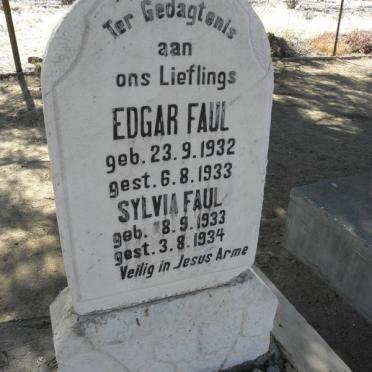 Ter Gedagtenis
aan
ons Lieflings
EDGAR FAUL
geb. 23.9.1932
gest. 6.8.1933
SYLVIA FAUL
geb. 8.9.1933
gest. 3.8.1934
Veilig in Jesus Arme